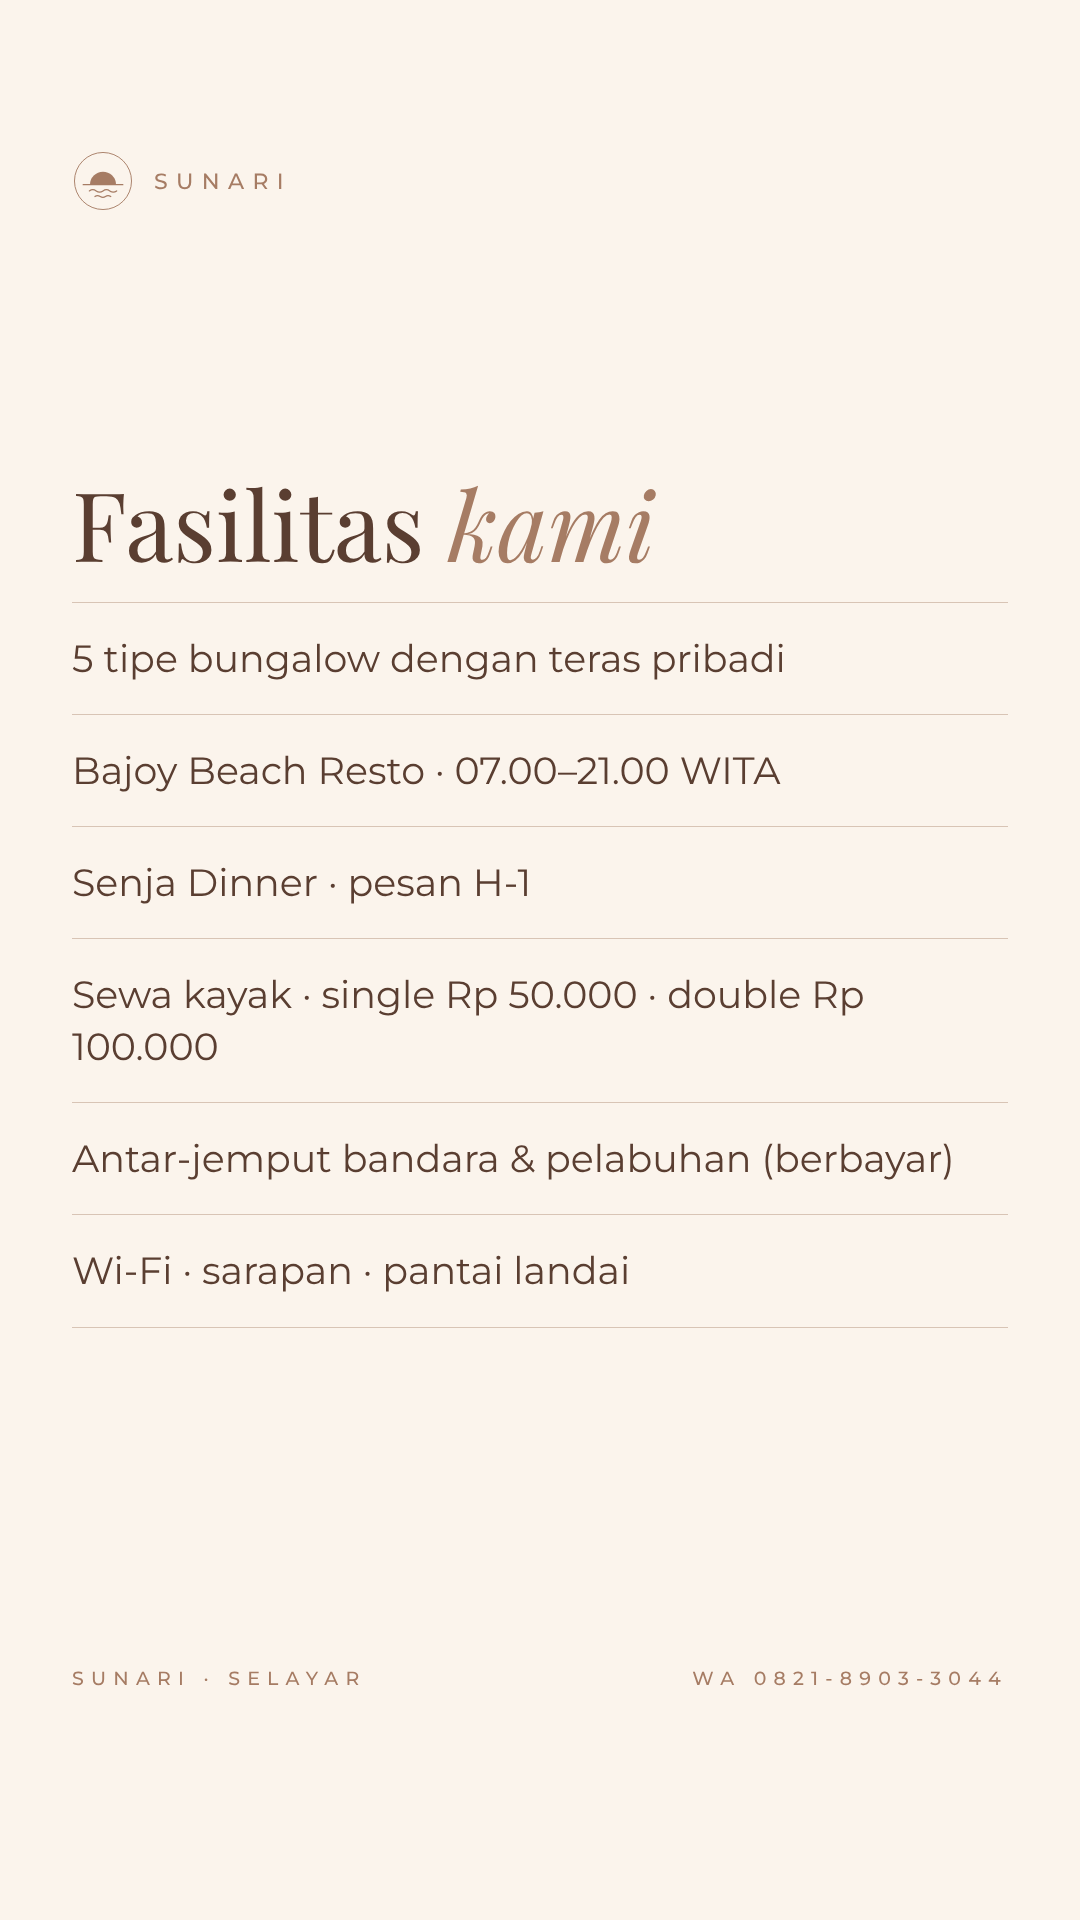 SUNARI
Fasilitas kami
5 tipe bungalow dengan teras pribadi
Bajoy Beach Resto · 07.00–21.00 WITA
Senja Dinner · pesan H-1
Sewa kayak · single Rp 50.000 · double Rp
100.000
Antar-jemput bandara & pelabuhan (berbayar)
Wi-Fi · sarapan · pantai landai
SUNARI · SELAYAR
WA 0821-8903-3044